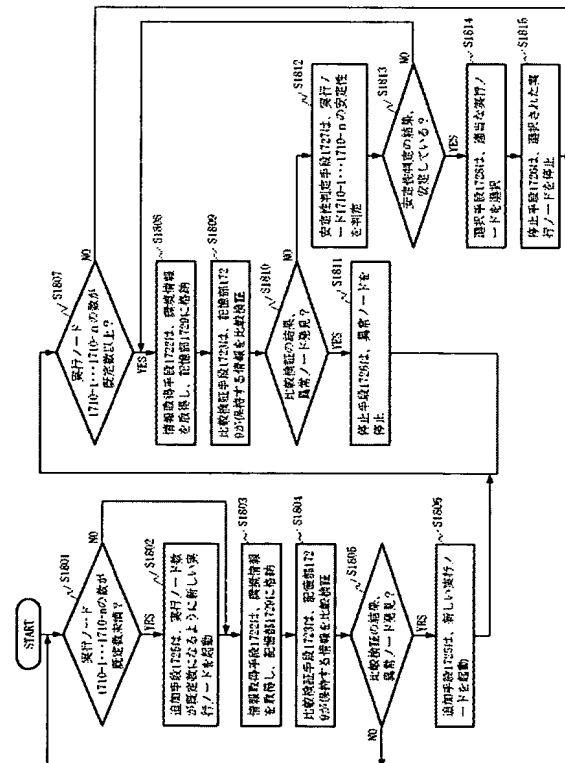 START
S1801
実行ノード
1710-1・・・1710-nの数が
既定数未満?
NO
YES
S1802
追加手段1725は、実行ノード数
が既定数になるように新しい実
行ノードを起動
S1803
情報取得手段1722は、環境情報
を取得し、記憶部1729に格納
S1804
比較検証手段1723は、記憶部172
9が保持する情報を比較検証
S1805
比較検証の結果、
異常ノード発見?
NO
YES
S1806
追加手段1725は、新しい実行ノ
ードを起動
S1807
実行ノード
1710-1・・・1710-nの数が
既定数以上?
NO
YES
S1808
情報取得手段1722は、環境情報
を取得し、記憶部1729に格納
S1809
比較検証手段1723は、記憶部172
9が保持する情報を比較検証
S1810
比較検証の結果、
異常ノード発見?
NO
YES
S1811
停止手段1726は、異常ノードを
停止
S1812
安定性判定手段1727は、実行ノ
ード1710-1・・・1710-nの安定性
を判定
S1813
安定性判定の結果、
安定している?
NO
YES
S1814
選択手段1728は、適当な実行ノ
ードを選択
S1815
停止手段1726は、選択された実
行ノードを停止